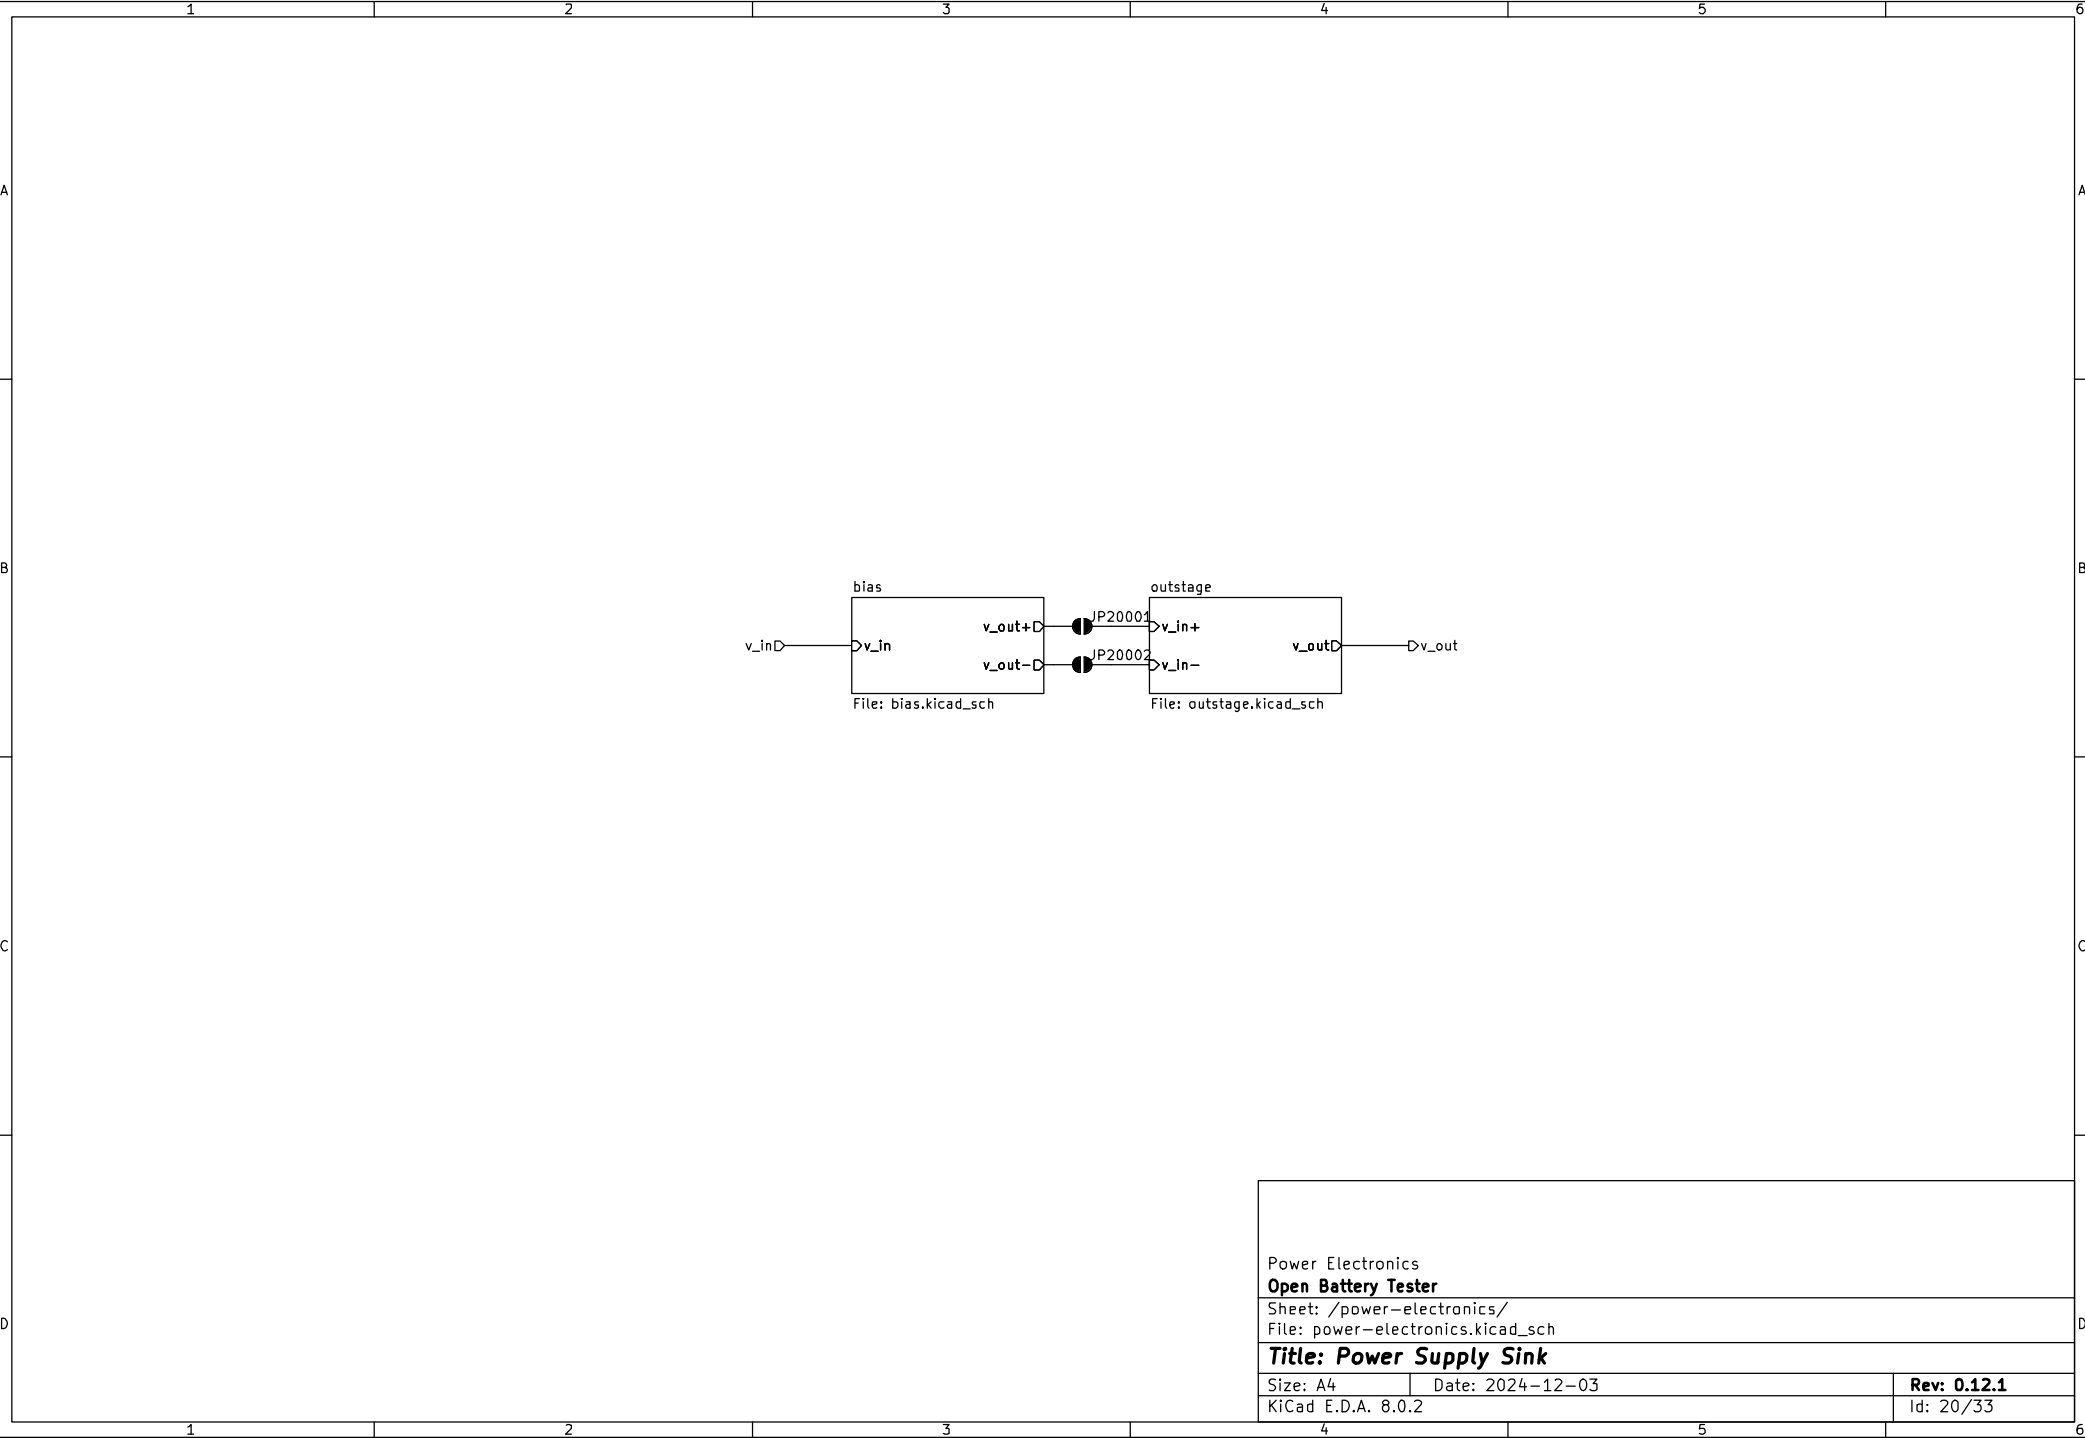 1 2 3 4 5 6
A A
B B
bias
outstage
JP20001
v_out+ v_in+
v_in v_in v_out v_out
JP20002
v_out- v_in-
File: bias.kicad_sch
File: outstage.kicad_sch
C C
Power Electronics
Open Battery Tester
Sheet: /power-electronics/
File: power-electronics.kicad_sch
D D
Title: Power Supply Sink
Size: A4 Date: 2024-12-03 Rev: 0.12.1
KiCad E.D.A. 8.0.2 Id: 20/33
1 2 3 4 5 6